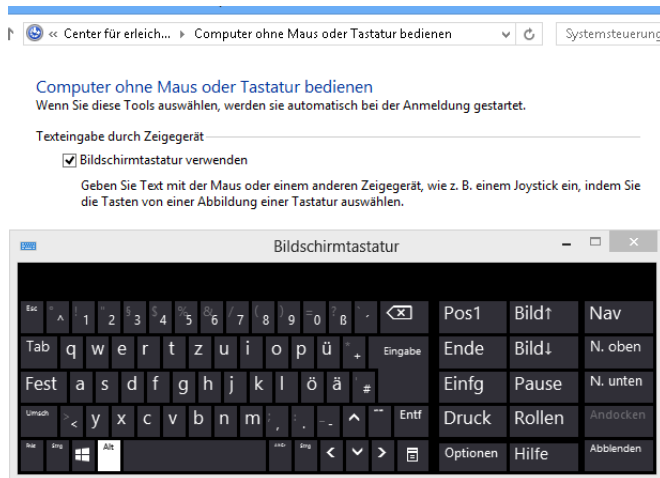 « Center für erleich... ▸ Computer ohne Maus oder Tastatur bedienen Systemsteuerung
Computer ohne Maus oder Tastatur bedienen
Wenn Sie diese Tools auswählen, werden sie automatisch bei der Anmeldung gestartet.
Texteingabe durch Zeigegerät
Bildschirmtastatur verwenden
Geben Sie Text mit der Maus oder einem anderen Zeigegerät, wie z. B. einem Joystick ein, indem Sie
die Tasten von einer Abbildung einer Tastatur auswählen.
Bildschirmtastatur
Esc ° ^ ! 1 " 2 § 3 $ 4 % 5 & 6 / 7 ( 8 ) 9 = 0 ? ß ` ´ Pos1 Bild↑ Nav
Tab q w e r t z u i o p ü * + Eingabe Ende Bild↓ N. oben
Fest a s d f g h j k l ö ä ' # Einfg Pause N. unten
Umsch > < y x c v b n m ; , : . _ - Entf Druck Rollen Andocken
Strg Alt Strg Optionen Hilfe Abblenden